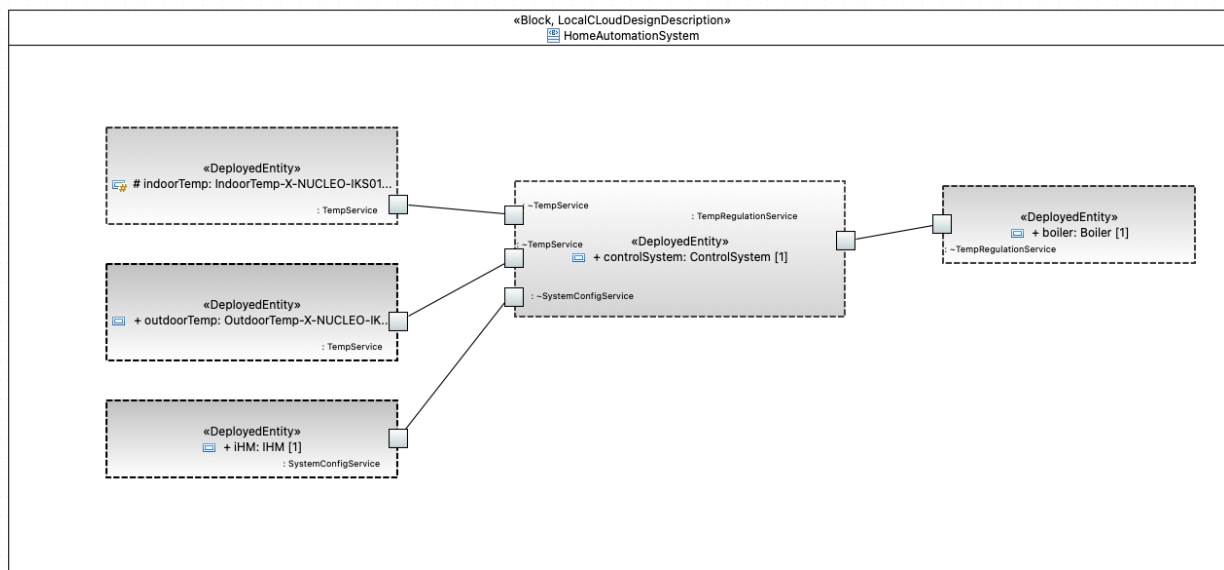 «Block, LocalCLoudDesignDescription»
HomeAutomationSystem
«DeployedEntity»
# indoorTemp: IndoorTemp-X-NUCLEO-IKS01...
: TempService
: ~TempService
: TempRegulationService
: ~TempService
«DeployedEntity»
+ controlSystem: ControlSystem [1]
: ~SystemConfigService
«DeployedEntity»
+ boiler: Boiler [1]
: ~TempRegulationService
«DeployedEntity»
+ outdoorTemp: OutdoorTemp-X-NUCLEO-IK...
: TempService
«DeployedEntity»
+ iHM: IHM [1]
: SystemConfigService